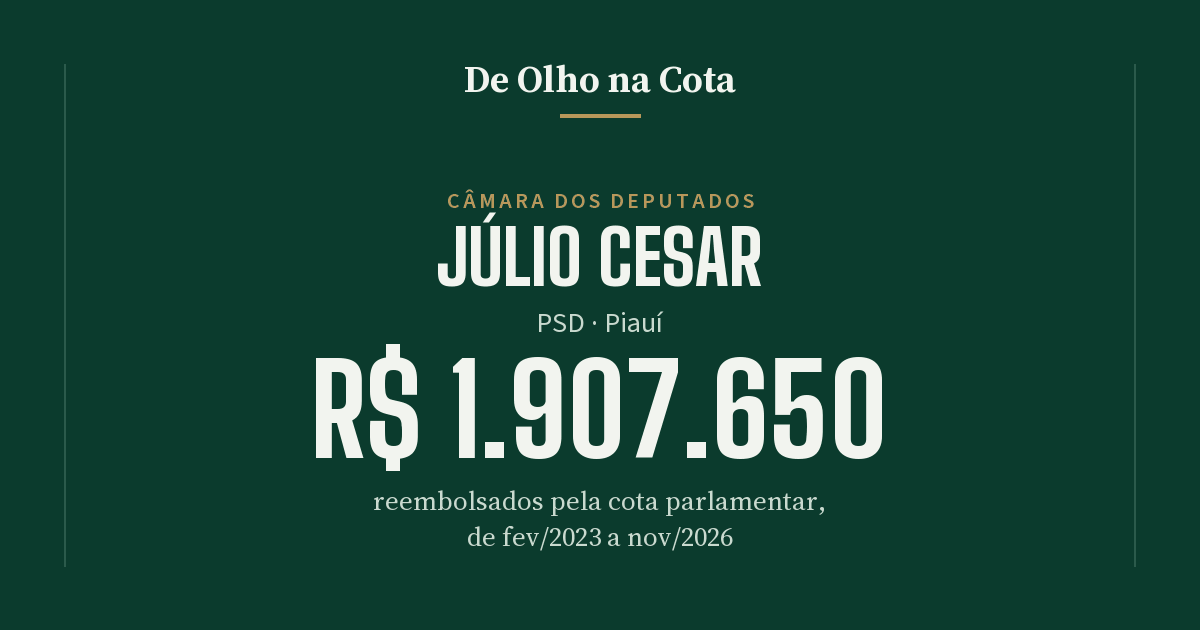 De Olho na Cota
CÂMARA DOS DEPUTADOS
JÚLIO CESAR
PSD · Piauí
R$ 1.907.650
reembolsados pela cota parlamentar,
de fev/2023 a nov/2026